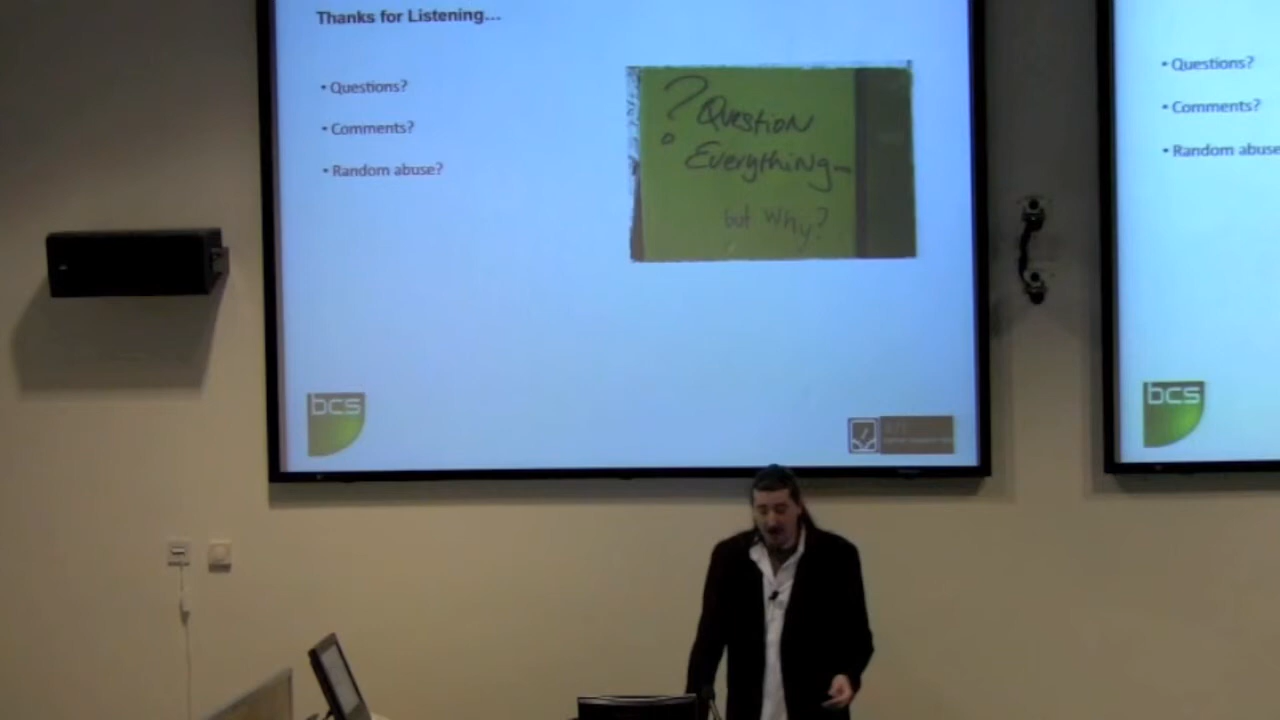 Thanks for Listening...
• Questions?
• Comments?
• Random abuse?
? Question
Everything...
but why?
bcs
• Questions?
• Comments?
• Random abuse
bcs